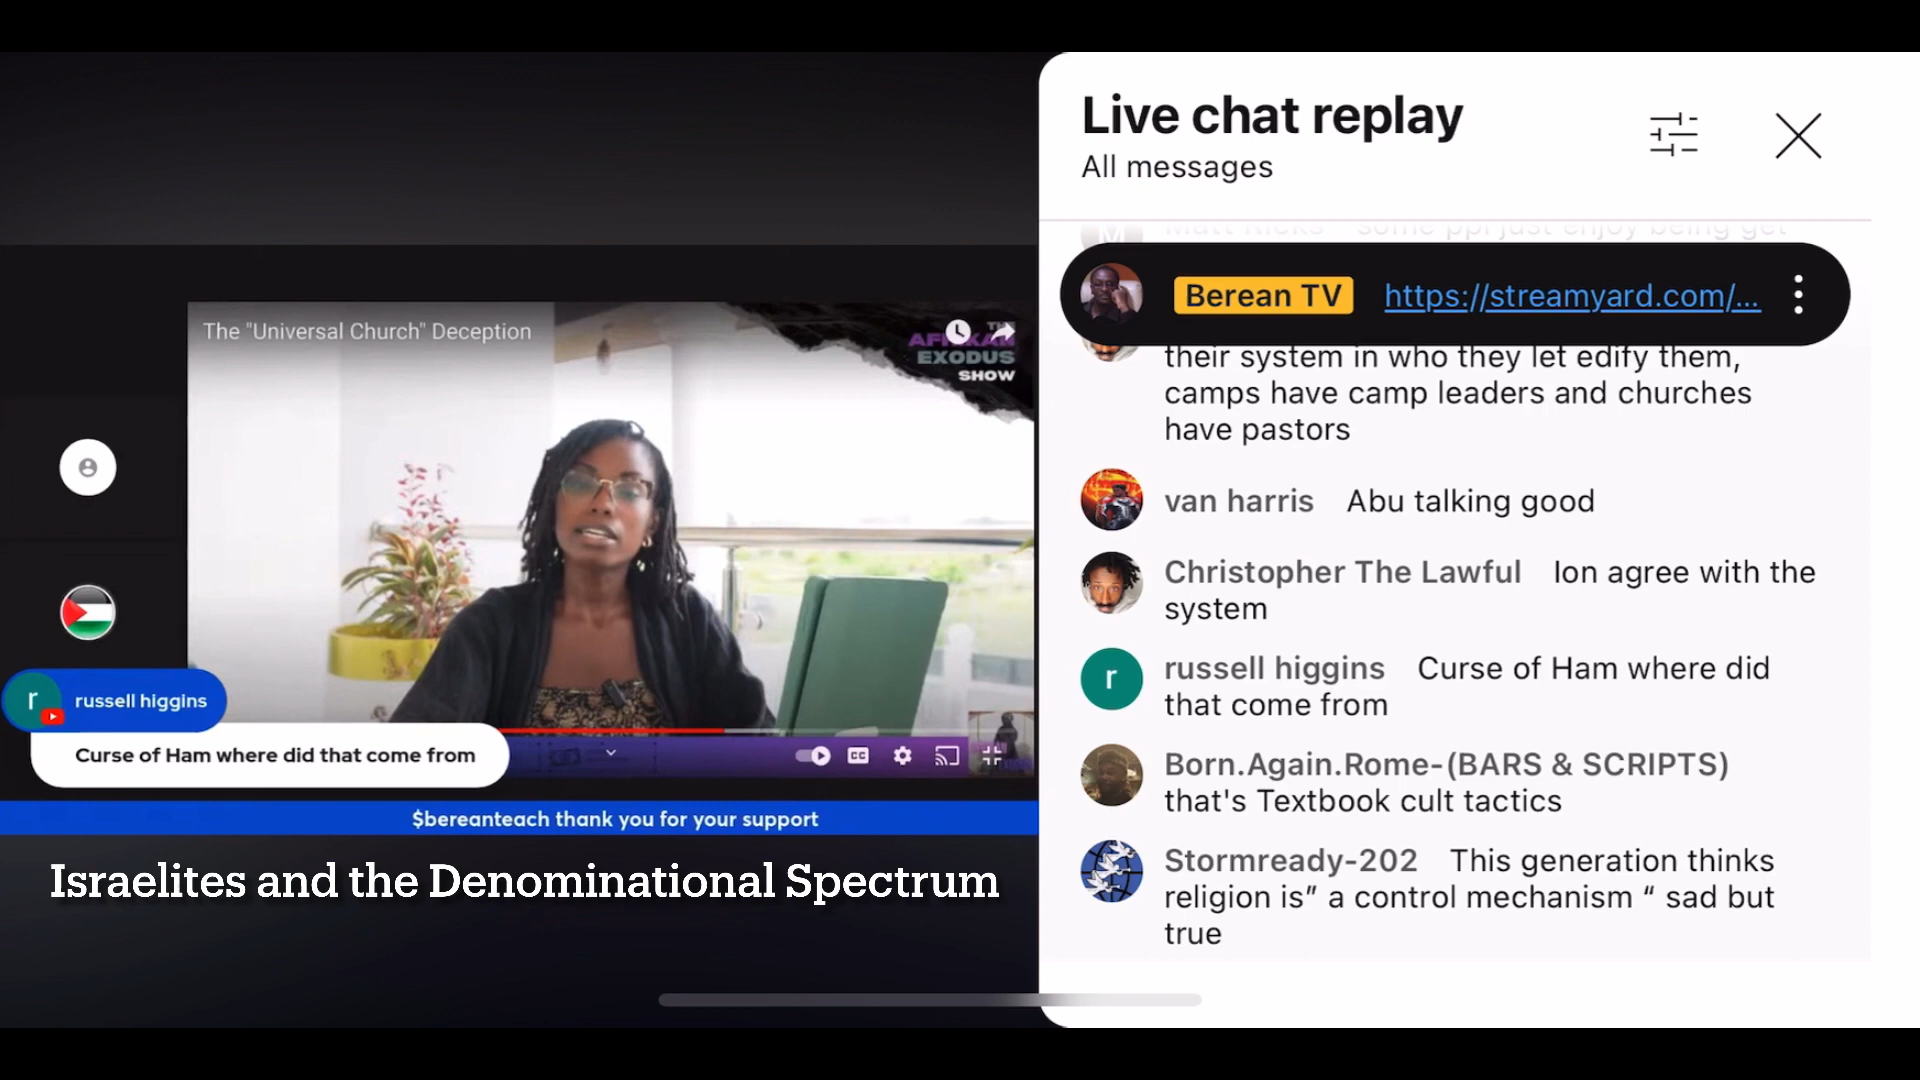 The "Universal Church" Deception
THE
AFRIKAN
EXODUS
SHOW
r
russell higgins
Curse of Ham where did that come from
CC
$bereanteach thank you for your support
Israelites and the Denominational Spectrum
Live chat replay
All messages
Matt Ricks some ppl just enjoy being get
Berean TV https://streamyard.com/...
their system in who they let edify them,
camps have camp leaders and churches
have pastors
van harris Abu talking good
Christopher The Lawful Ion agree with the
system
r
russell higgins Curse of Ham where did
that come from
Born.Again.Rome-(BARS & SCRIPTS)
that's Textbook cult tactics
Stormready-202 This generation thinks
religion is” a control mechanism “ sad but
true